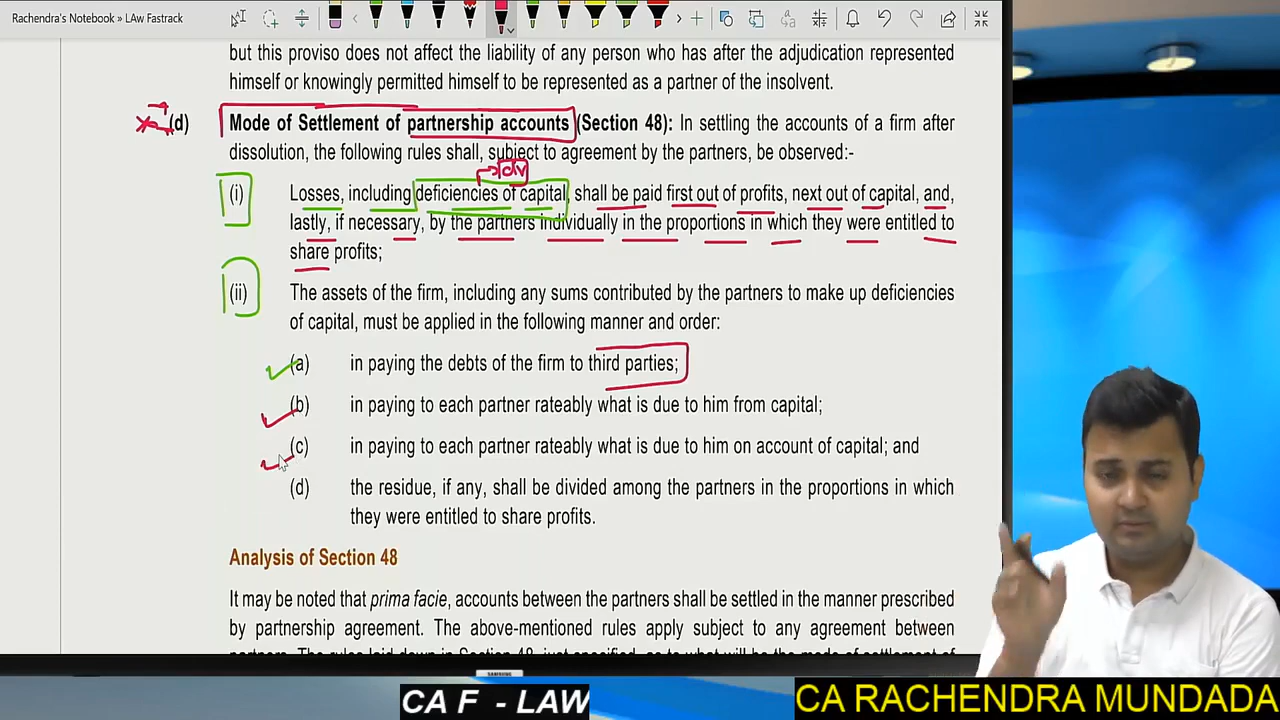 Rachendra's Notebook » LAw Fastrack
but this proviso does not affect the liability of any person who has after the adjudication represented
himself or knowingly permitted himself to be represented as a partner of the insolvent.
(d) Mode of Settlement of partnership accounts (Section 48): In settling the accounts of a firm after
dissolution, the following rules shall, subject to agreement by the partners, be observed:-
(i) Losses, including deficiencies of capital, shall be paid first out of profits, next out of capital, and,
lastly, if necessary, by the partners individually in the proportions in which they were entitled to
share profits;
(ii) The assets of the firm, including any sums contributed by the partners to make up deficiencies
of capital, must be applied in the following manner and order:
(a) in paying the debts of the firm to third parties;
(b) in paying to each partner rateably what is due to him from capital;
(c) in paying to each partner rateably what is due to him on account of capital; and
(d) the residue, if any, shall be divided among the partners in the proportions in which
they were entitled to share profits.
Analysis of Section 48
It may be noted that prima facie, accounts between the partners shall be settled in the manner prescribed
by partnership agreement. The above-mentioned rules apply subject to any agreement between
SAMSUNG
CA F - LAW
CA RACHENDRA MUNDADA